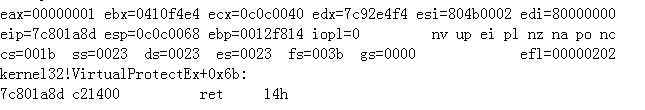 eax=00000001 ebx=0410f4e4 ecx=0c0c0040 edx=7c92e4f4 esi=804b0002 edi=80000000
eip=7c801a8d esp=0c0c0068 ebp=0012f814 iopl=0         nv up ei pl nz na po nc
cs=001b  ss=0023  ds=0023  es=0023  fs=003b  gs=0000             efl=00000202
kernel32!VirtualProtectEx+0x6b:
7c801a8d c21400          ret     14h